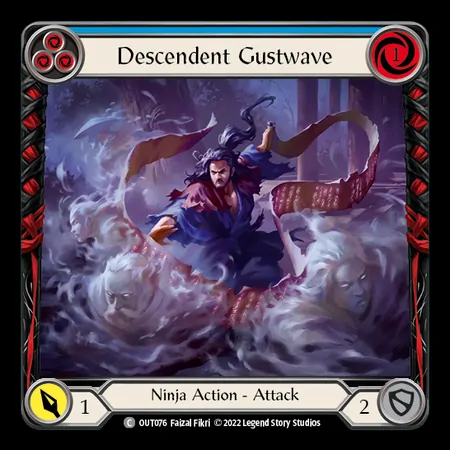 Descendent Gustwave
1
1
Ninja Action - Attack
2
C OUT076 Faizal Fikri © 2022 Legend Story Studios